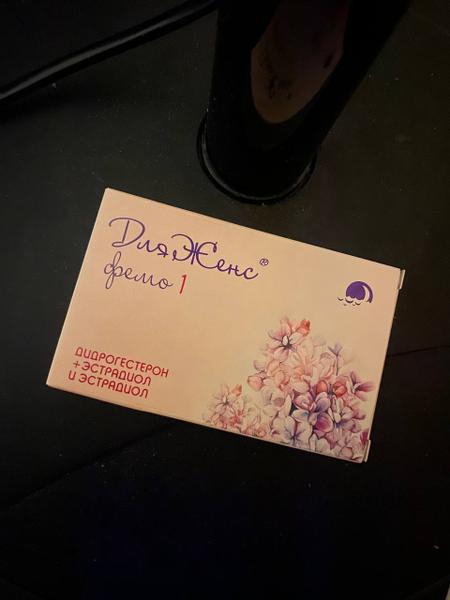 ДляЖенс®
фемо 1
ДИДРОГЕСТЕРОН
+ЭСТРАДИОЛ
И ЭСТРАДИОЛ